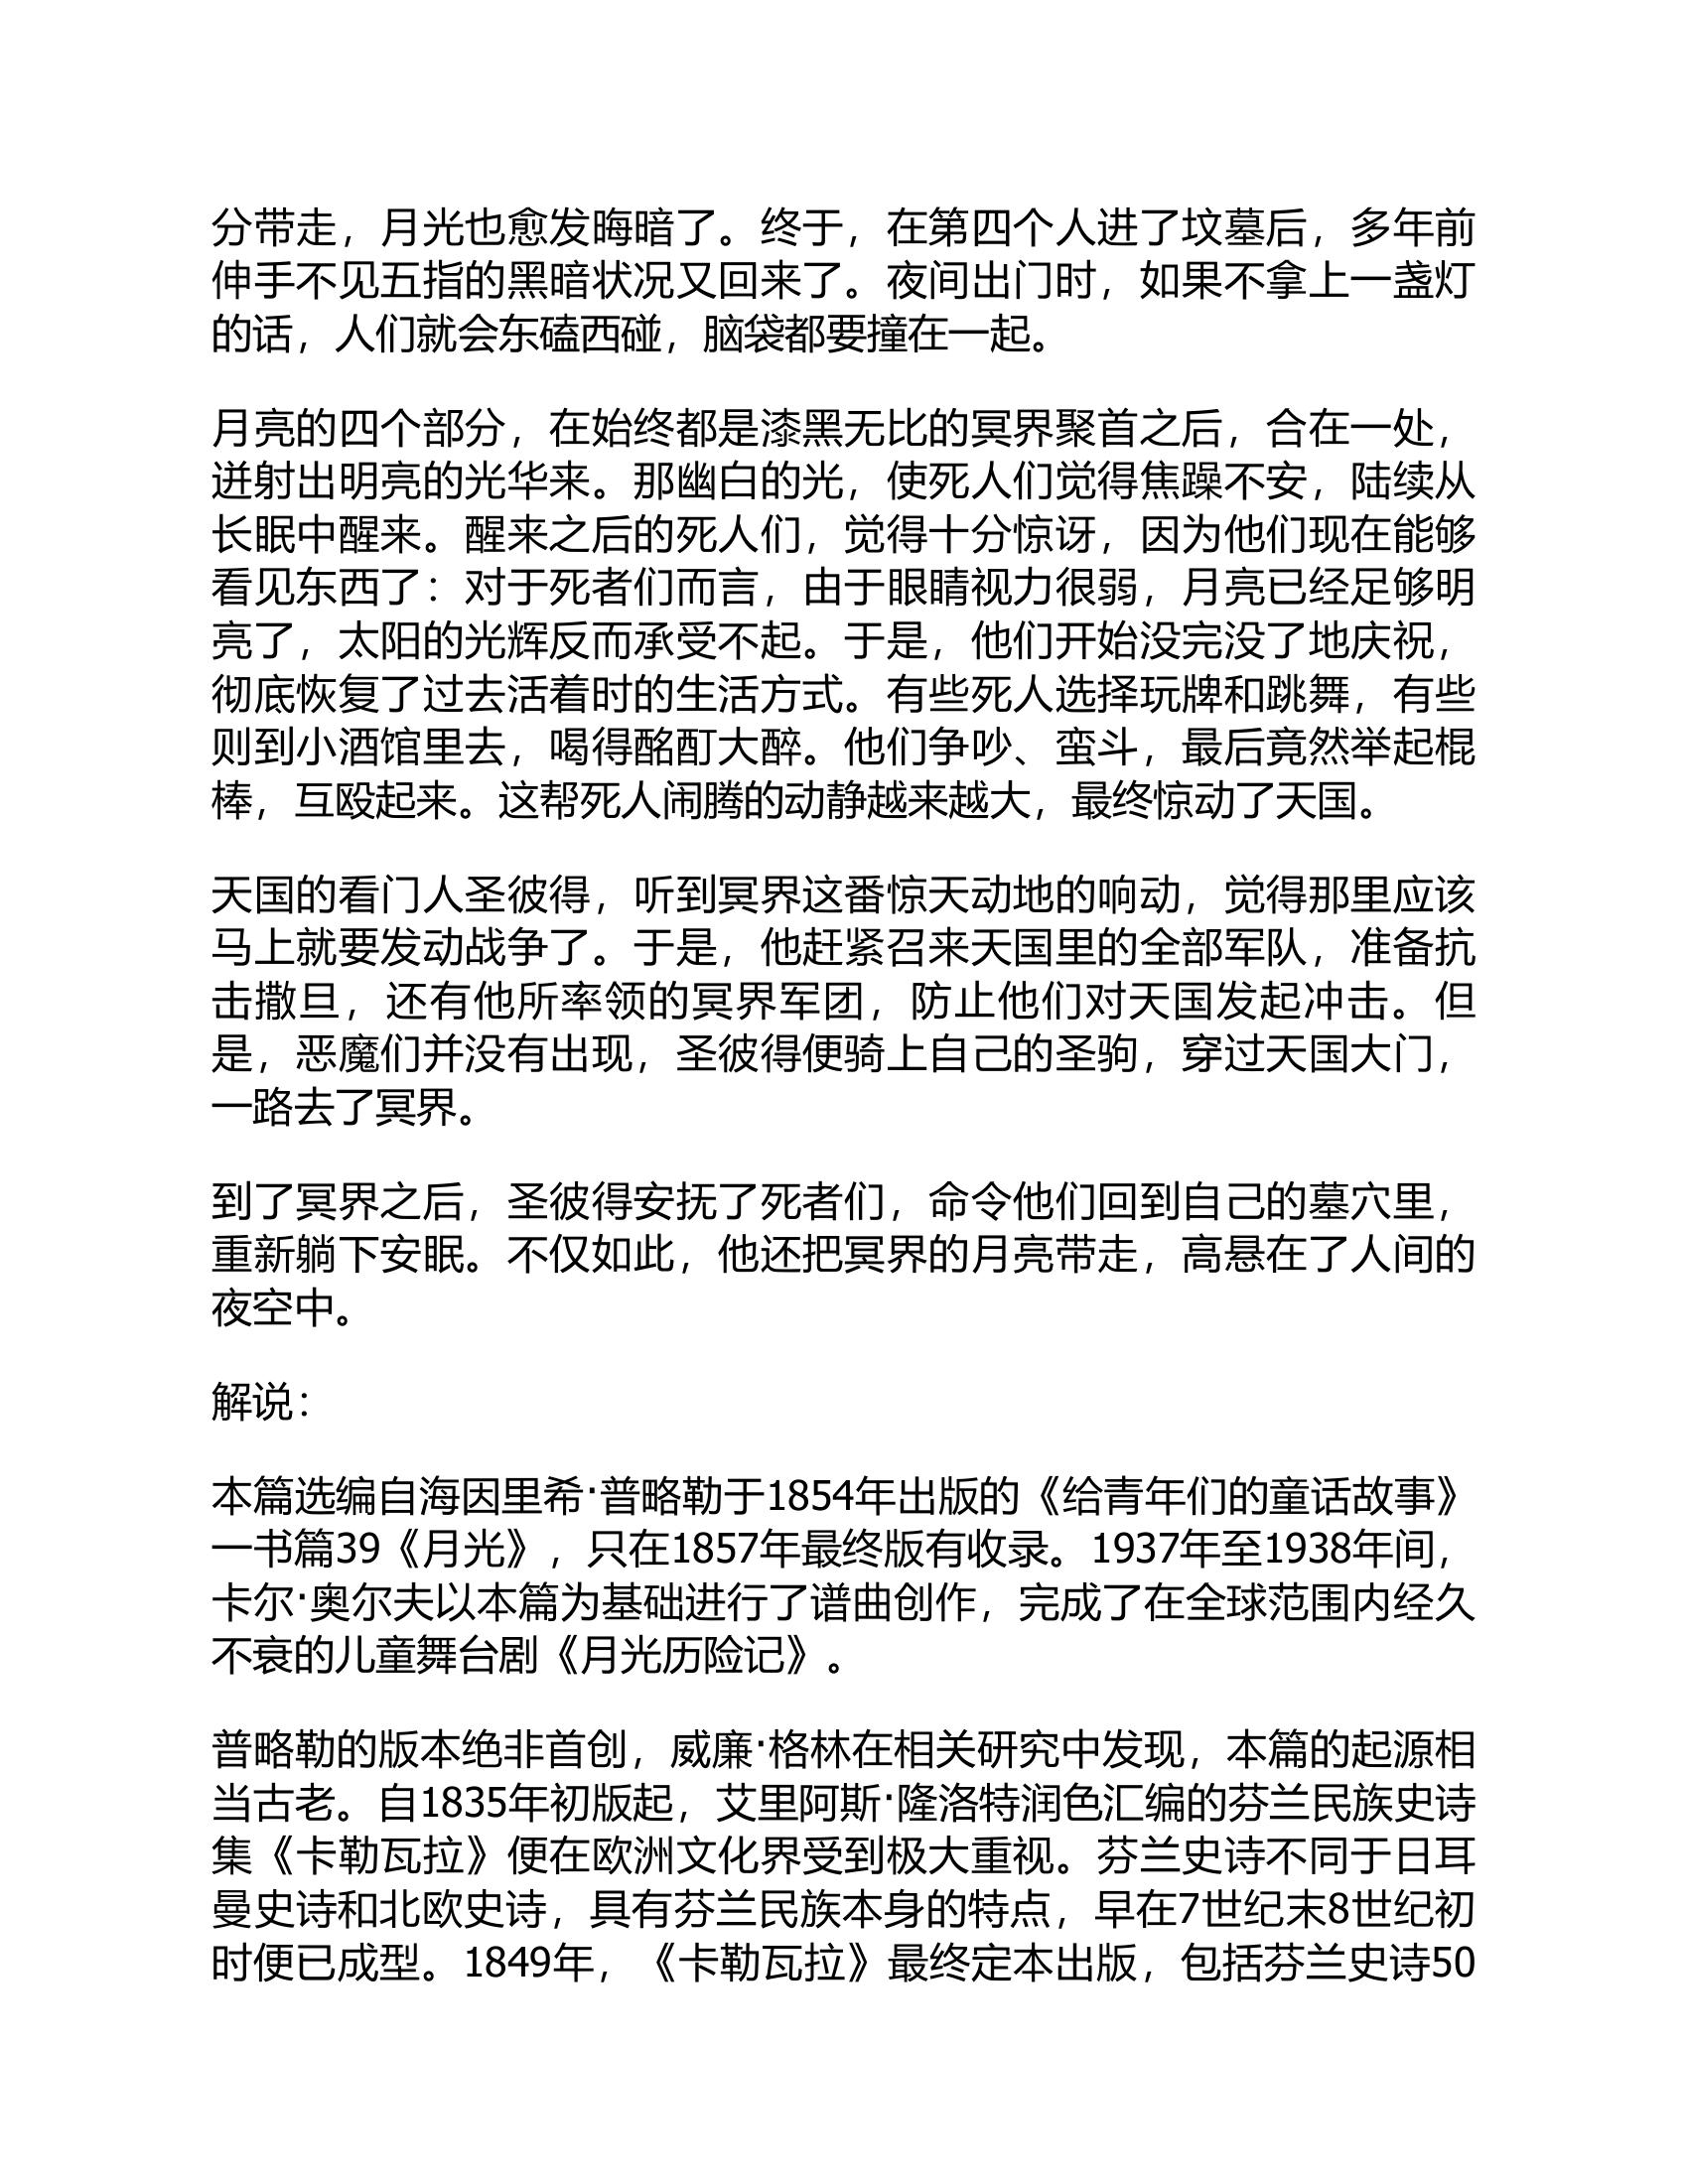 分带走，月光也愈发晦暗了。终于，在第四个人进了坟墓后，多年前
伸手不见五指的黑暗状况又回来了。夜间出门时，如果不拿上一盏灯
的话，人们就会东磕西碰，脑袋都要撞在一起。
月亮的四个部分，在始终都是漆黑无比的冥界聚首之后，合在一处，
迸射出明亮的光华来。那幽白的光，使死人们觉得焦躁不安，陆续从
长眠中醒来。醒来之后的死人们，觉得十分惊讶，因为他们现在能够
看见东西了：对于死者们而言，由于眼睛视力很弱，月亮已经足够明
亮了，太阳的光辉反而承受不起。于是，他们开始没完没了地庆祝，
彻底恢复了过去活着时的生活方式。有些死人选择玩牌和跳舞，有些
则到小酒馆里去，喝得酩酊大醉。他们争吵、蛮斗，最后竟然举起棍
棒，互殴起来。这帮死人闹腾的动静越来越大，最终惊动了天国。
天国的看门人圣彼得，听到冥界这番惊天动地的响动，觉得那里应该
马上就要发动战争了。于是，他赶紧召来天国里的全部军队，准备抗
击撒旦，还有他所率领的冥界军团，防止他们对天国发起冲击。但
是，恶魔们并没有出现，圣彼得便骑上自己的圣驹，穿过天国大门，
一路去了冥界。
到了冥界之后，圣彼得安抚了死者们，命令他们回到自己的墓穴里，
重新躺下安眠。不仅如此，他还把冥界的月亮带走，高悬在了人间的
夜空中。
解说：
本篇选编自海因里希·普略勒于1854年出版的《给青年们的童话故事》
一书篇39《月光》，只在1857年最终版有收录。1937年至1938年间，
卡尔·奥尔夫以本篇为基础进行了谱曲创作，完成了在全球范围内经久
不衰的儿童舞台剧《月光历险记》。
普略勒的版本绝非首创，威廉·格林在相关研究中发现，本篇的起源相
当古老。自1835年初版起，艾里阿斯·隆洛特润色汇编的芬兰民族史诗
集《卡勒瓦拉》便在欧洲文化界受到极大重视。芬兰史诗不同于日耳
曼史诗和北欧史诗，具有芬兰民族本身的特点，早在7世纪末8世纪初
时便已成型。1849年，《卡勒瓦拉》最终定本出版，包括芬兰史诗50